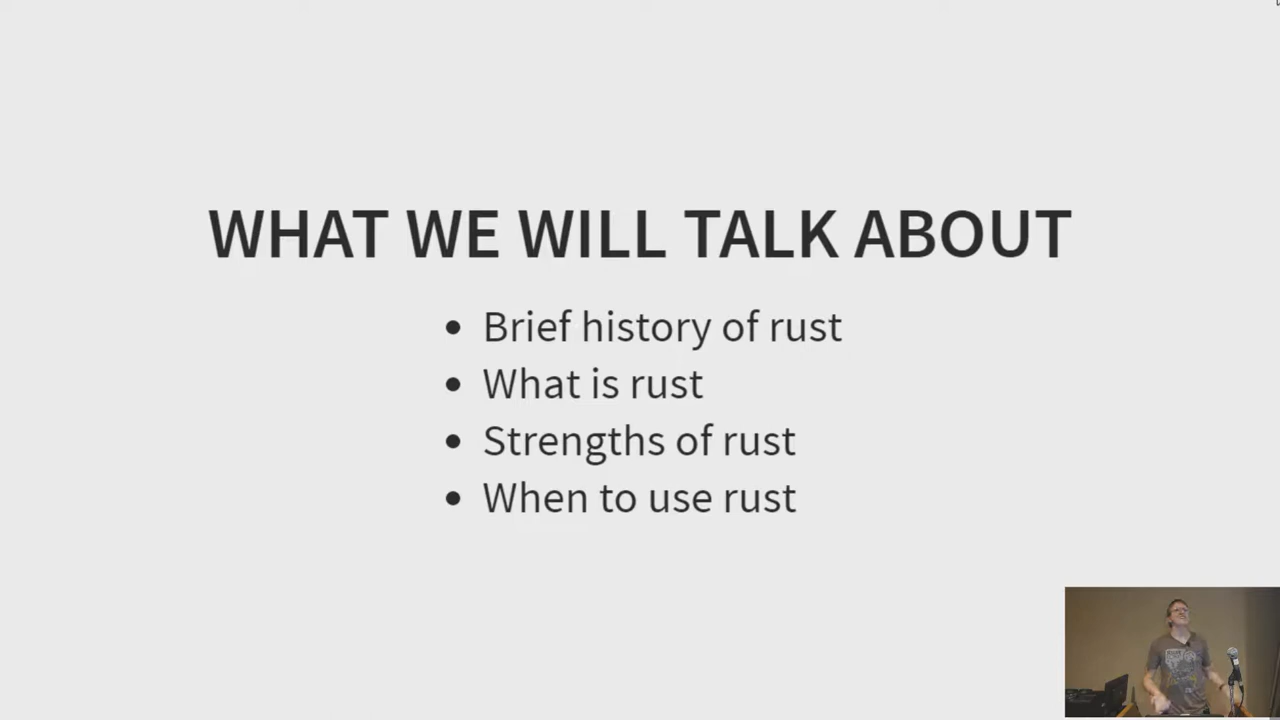 WHAT WE WILL TALK ABOUT
Brief history of rust
What is rust
Strengths of rust
When to use rust